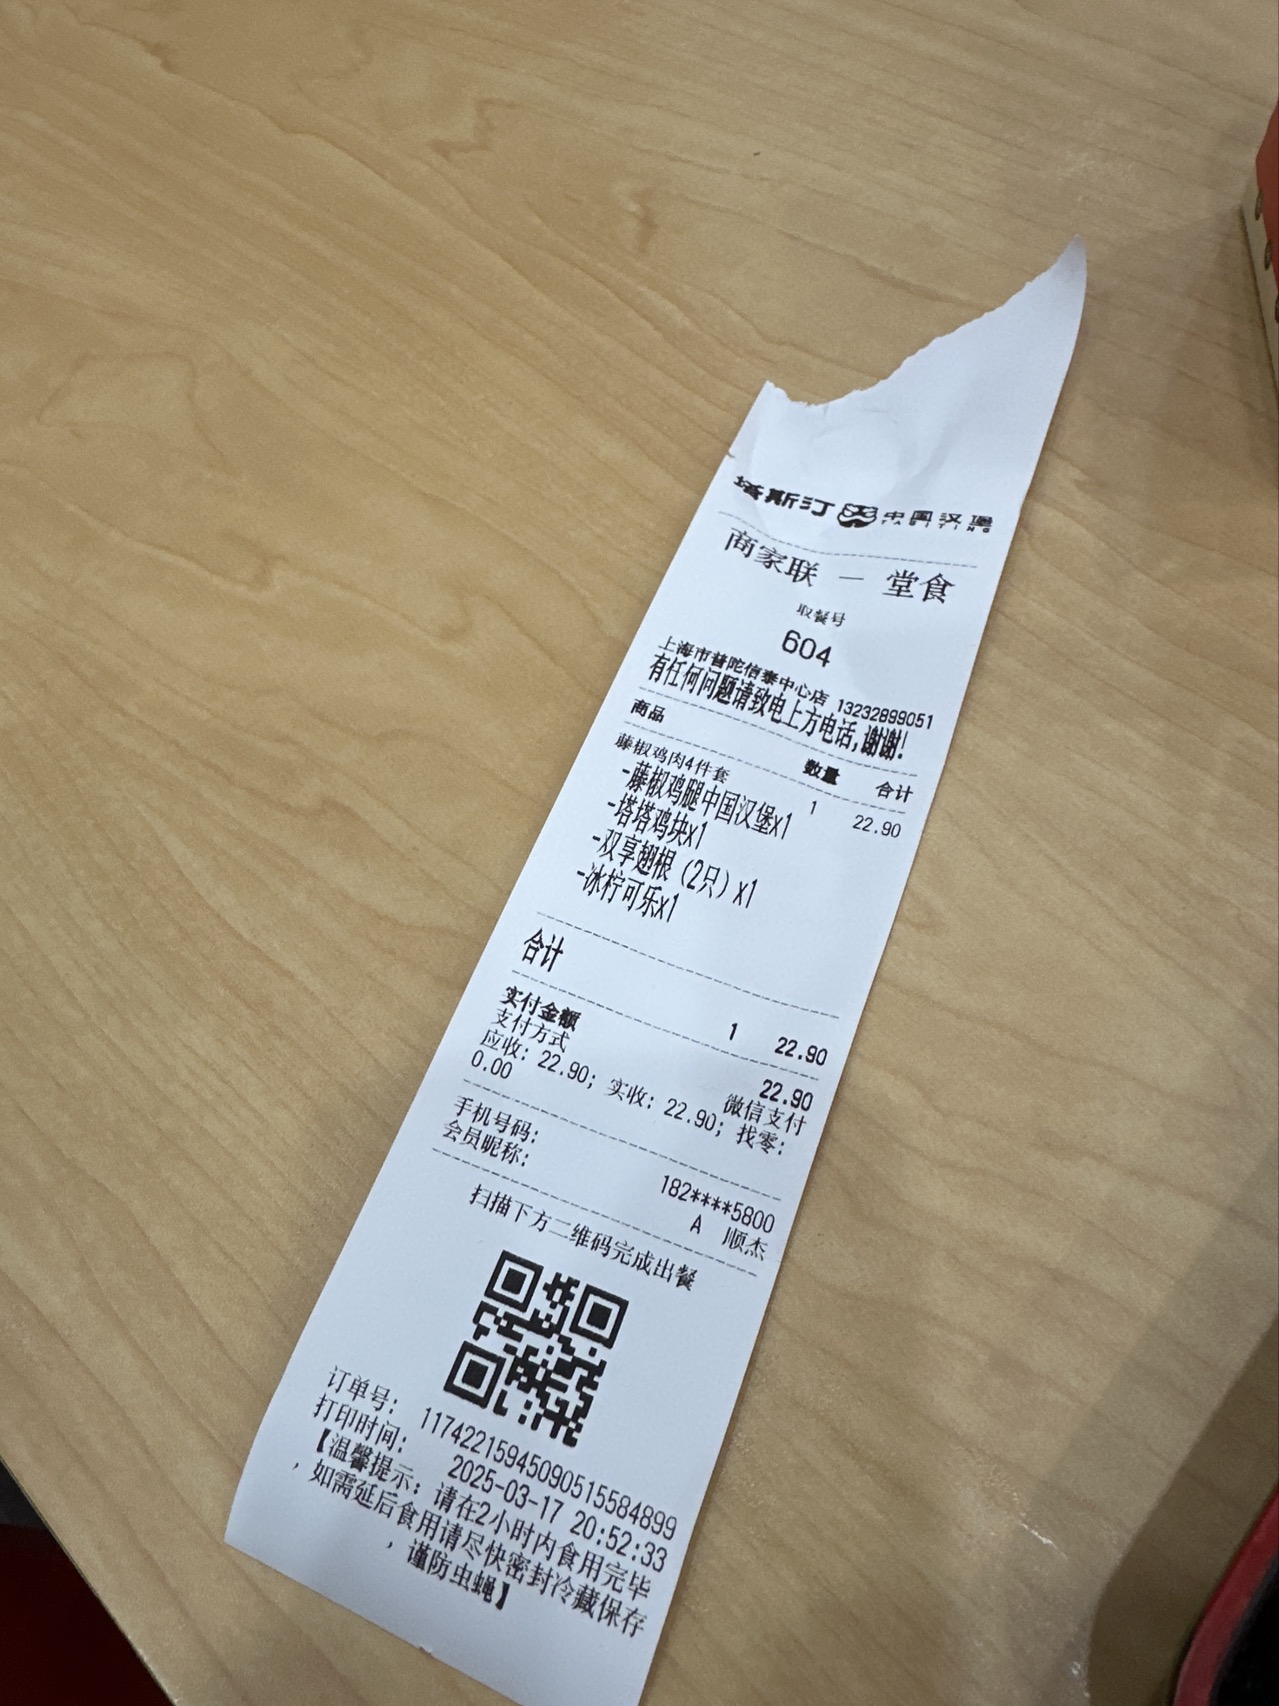 塔斯汀 中国汉堡
TASITING
商家联 — 堂食
取餐号
604
上海市普陀信泰中心店 13232899051
有任何问题请致电上方电话,谢谢!
商品 数量 合计
藤椒鸡肉4件套 1 22.90
-藤椒鸡腿中国汉堡x1
-塔塔鸡块x1
-双享翅根(2只)x1
-冰柠可乐x1
合计 1 22.90
实付金额 22.90
支付方式 微信支付
应收: 22.90; 实收: 22.90; 找零:
0.00
手机号码: 182****5800
会员昵称: A 顺杰
扫描下方二维码完成出餐
订单号: 11742215945090515584899
打印时间: 2025-03-17 20:52:33
【温馨提示: 请在2小时内食用完毕
, 如需延后食用请尽快密封冷藏保存
, 谨防虫蝇】